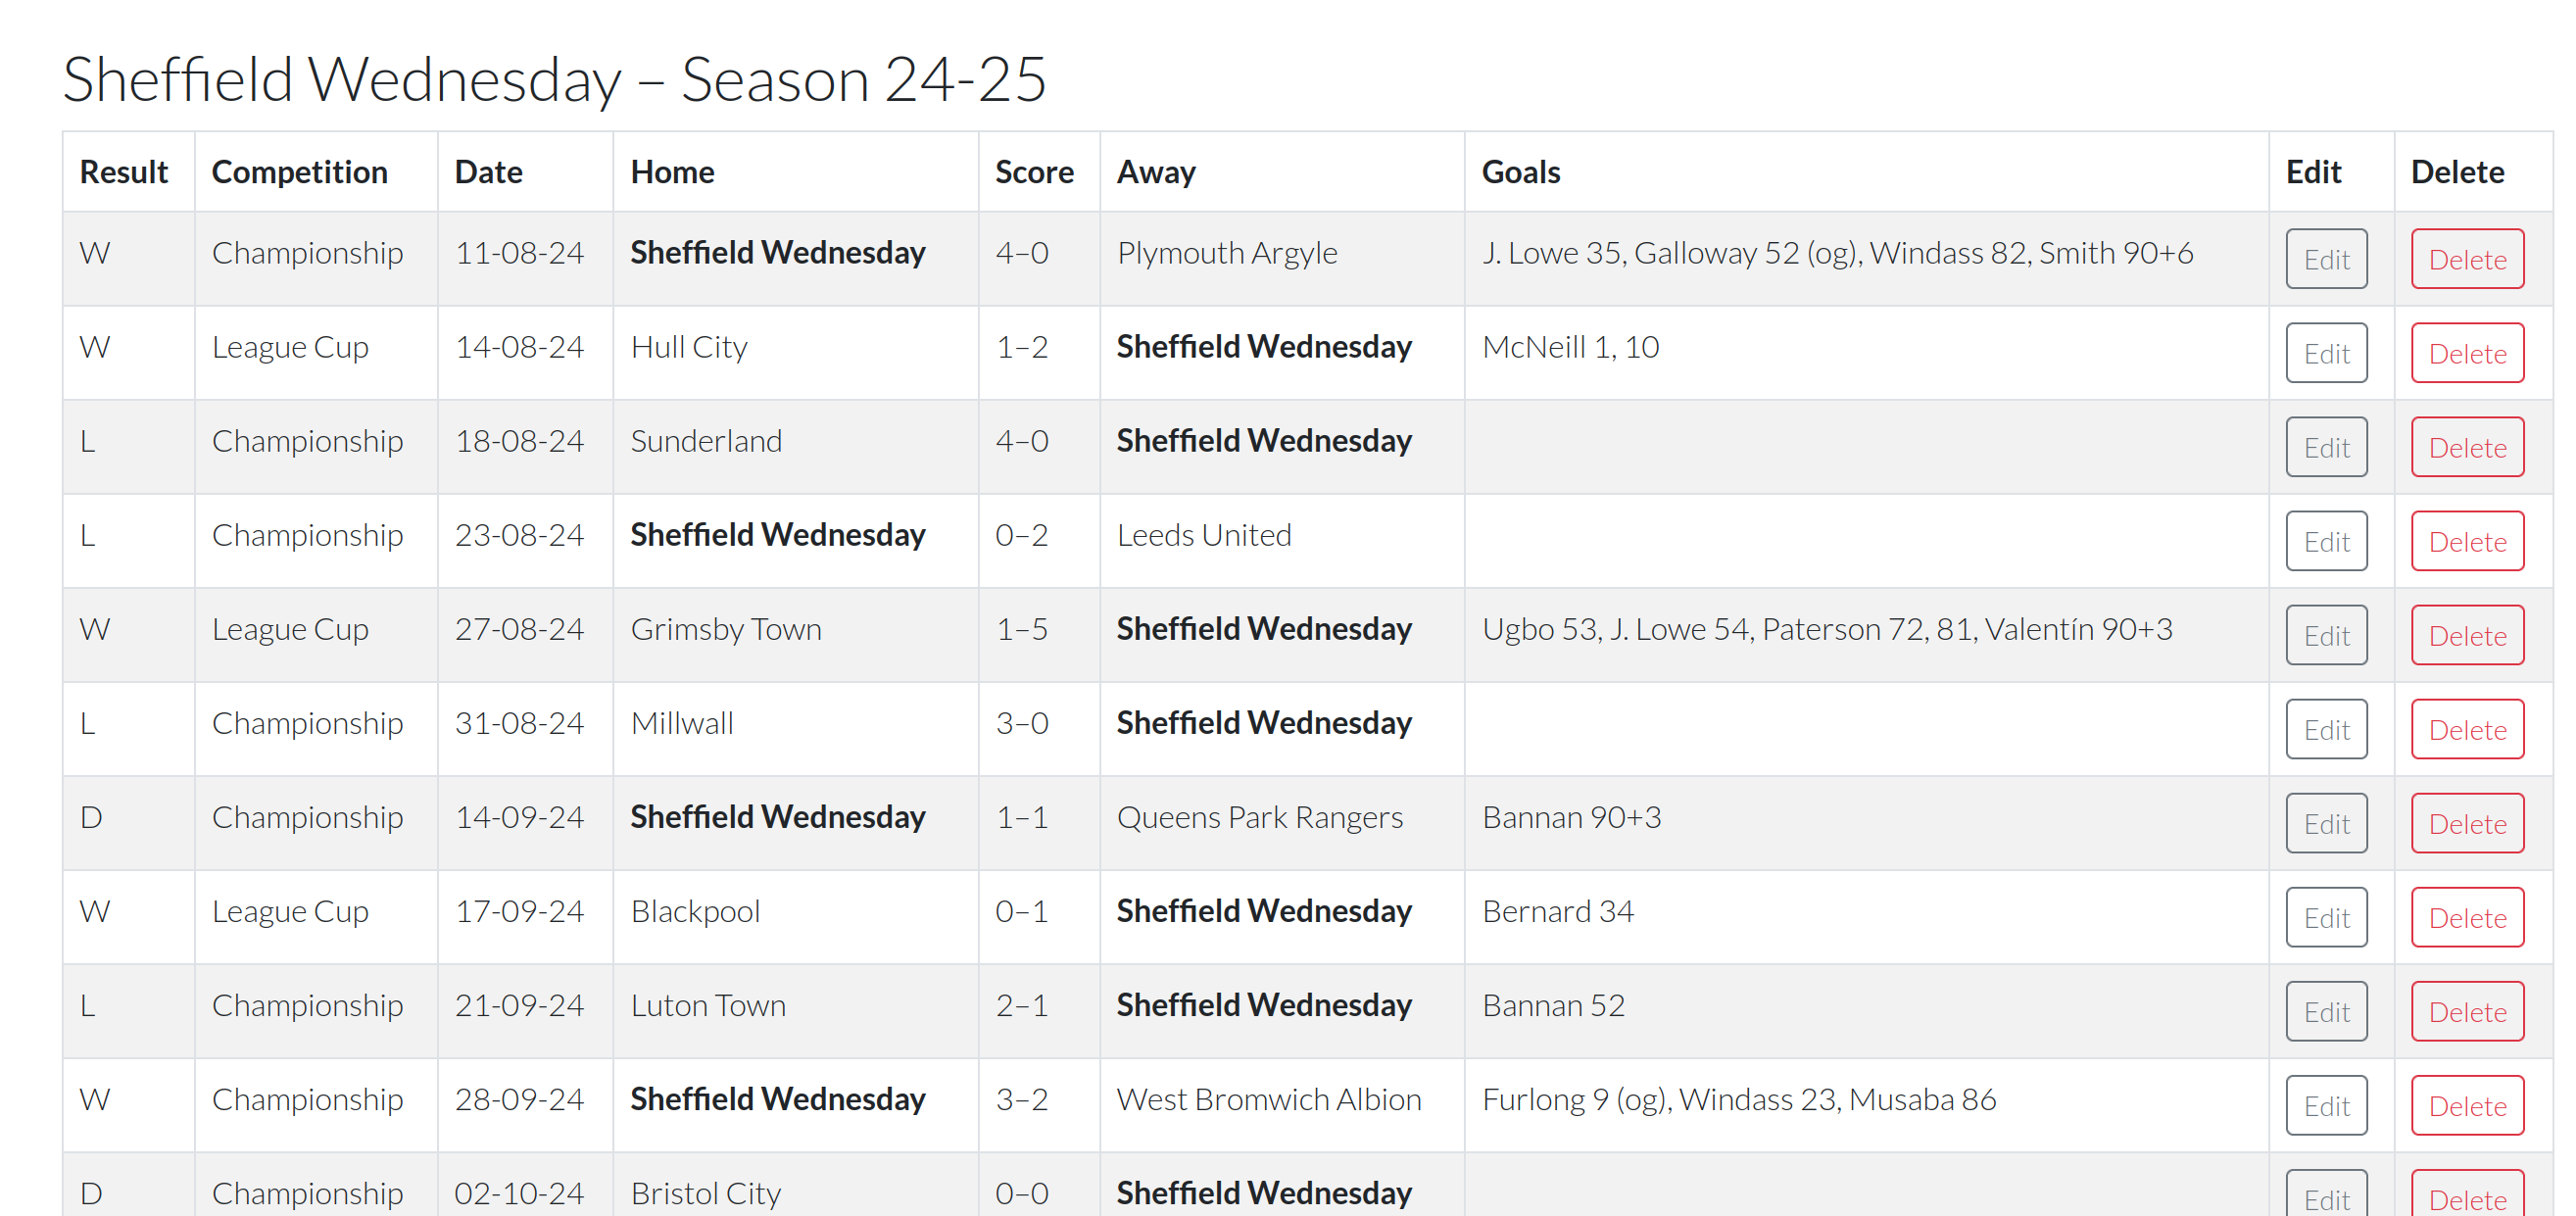 Sheffield Wednesday – Season 24-25
Result Competition Date Home Score Away Goals Edit Delete
W Championship 11-08-24 Sheffield Wednesday 4–0 Plymouth Argyle J. Lowe 35, Galloway 52 (og), Windass 82, Smith 90+6 Edit Delete
W League Cup 14-08-24 Hull City 1–2 Sheffield Wednesday McNeill 1, 10 Edit Delete
L Championship 18-08-24 Sunderland 4–0 Sheffield Wednesday Edit Delete
L Championship 23-08-24 Sheffield Wednesday 0–2 Leeds United Edit Delete
W League Cup 27-08-24 Grimsby Town 1–5 Sheffield Wednesday Ugbo 53, J. Lowe 54, Paterson 72, 81, Valentín 90+3 Edit Delete
L Championship 31-08-24 Millwall 3–0 Sheffield Wednesday Edit Delete
D Championship 14-09-24 Sheffield Wednesday 1–1 Queens Park Rangers Bannan 90+3 Edit Delete
W League Cup 17-09-24 Blackpool 0–1 Sheffield Wednesday Bernard 34 Edit Delete
L Championship 21-09-24 Luton Town 2–1 Sheffield Wednesday Bannan 52 Edit Delete
W Championship 28-09-24 Sheffield Wednesday 3–2 West Bromwich Albion Furlong 9 (og), Windass 23, Musaba 86 Edit Delete
D Championship 02-10-24 Bristol City 0–0 Sheffield Wednesday Edit Delete